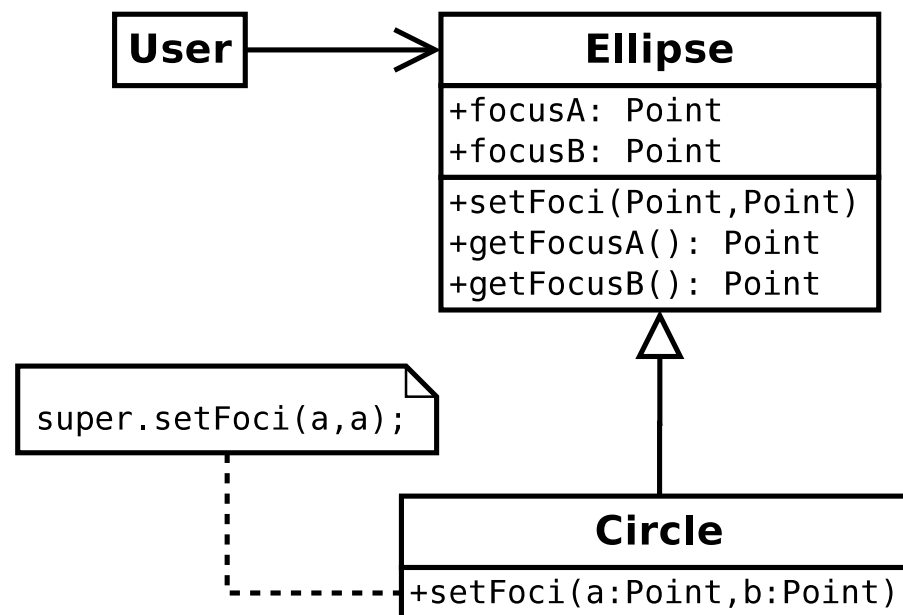 User
Ellipse
+focusA: Point
+focusB: Point
+setFoci(Point,Point)
+getFocusA(): Point
+getFocusB(): Point
super.setFoci(a,a);
Circle
+setFoci(a:Point,b:Point)